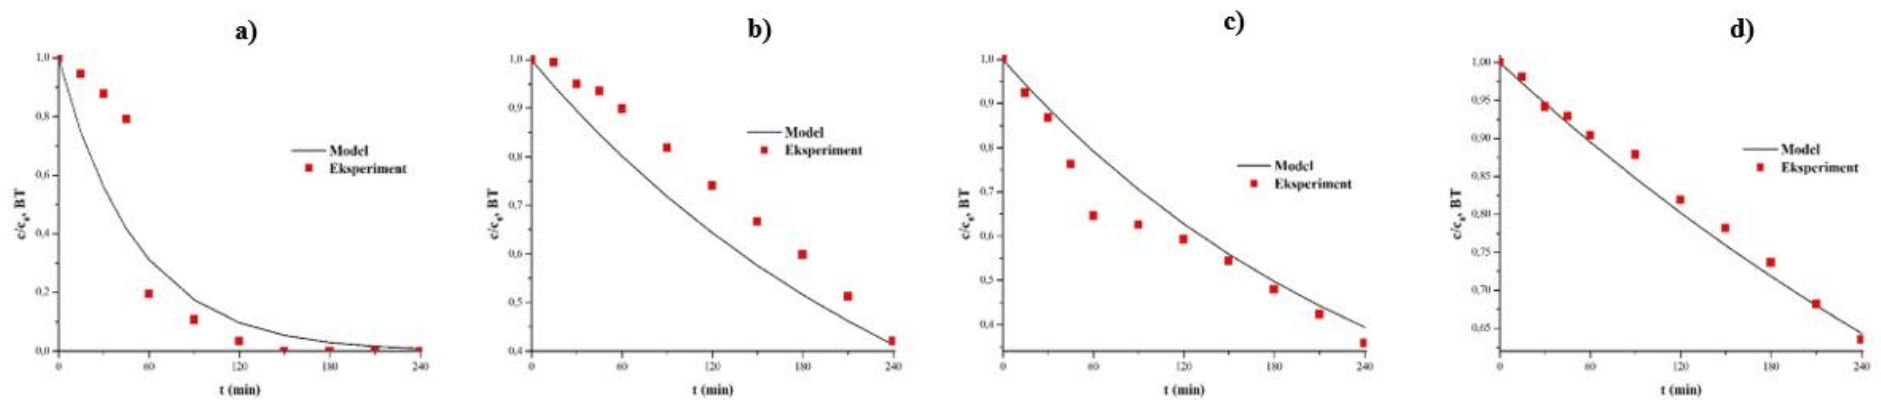 a)
1,0
0,8
0,6
0,4
0,2
0,0
c/c₀, BT
0
60
120
180
240
t (min)
Model
Eksperiment
b)
1,0
0,9
0,8
0,7
0,6
0,5
0,4
c/c₀, BT
0
60
120
180
240
t (min)
Model
Eksperiment
c)
1,0
0,9
0,8
0,7
0,6
0,5
0,4
c/c₀, BT
0
60
120
180
240
t (min)
Model
Eksperiment
d)
1,00
0,95
0,90
0,85
0,80
0,75
0,70
0,65
c/c₀, BT
0
60
120
180
240
t (min)
Model
Eksperiment